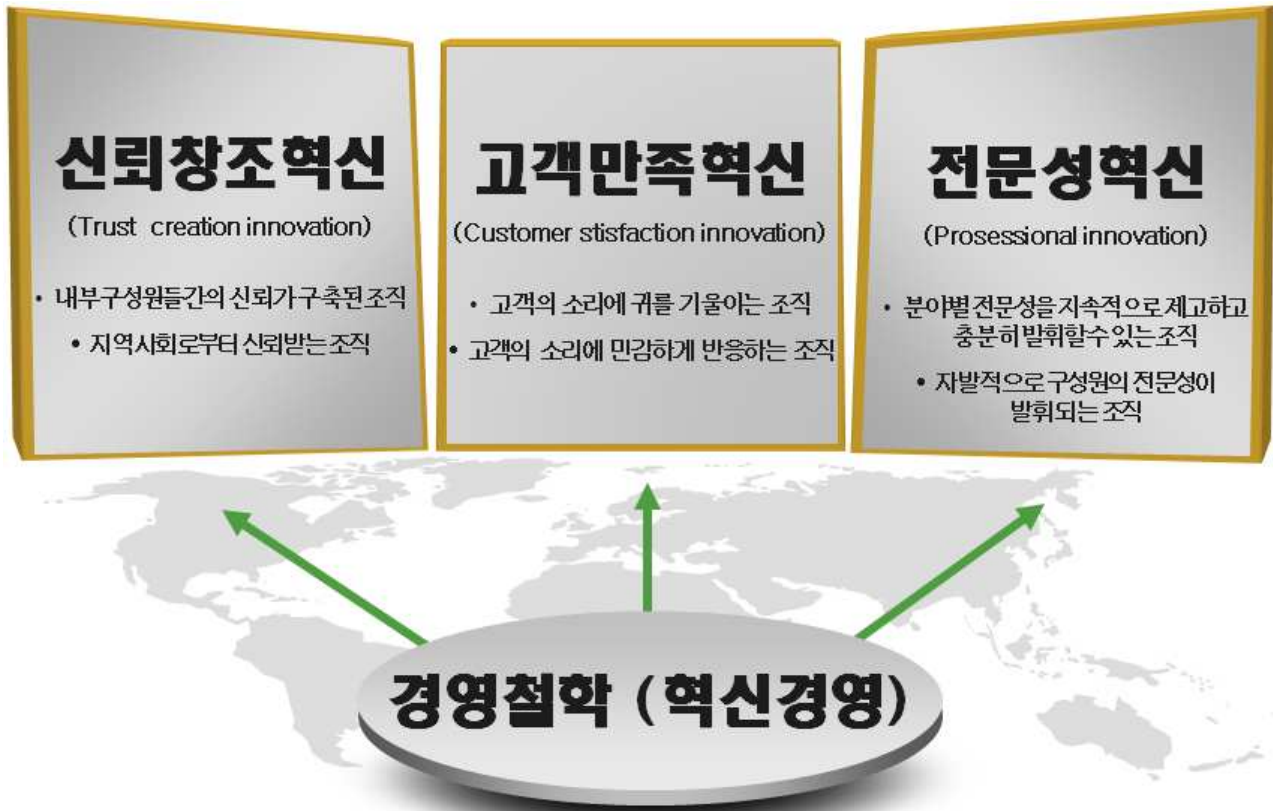 신뢰창조혁신
(Trust creation innovation)
• 내부구성원들간의 신뢰가 구축된 조직
• 지역사회로부터 신뢰받는 조직
고객만족혁신
(Customer stisfaction innovation)
• 고객의 소리에 귀를 기울이는 조직
• 고객의 소리에 민감하게 반응하는 조직
전문성혁신
(Prosessional innovation)
• 분야별 전문성을 지속적으로 제고하고
충분히 발휘할수 있는 조직
• 자발적으로 구성원의 전문성이
발휘되는 조직
경영철학 (혁신경영)